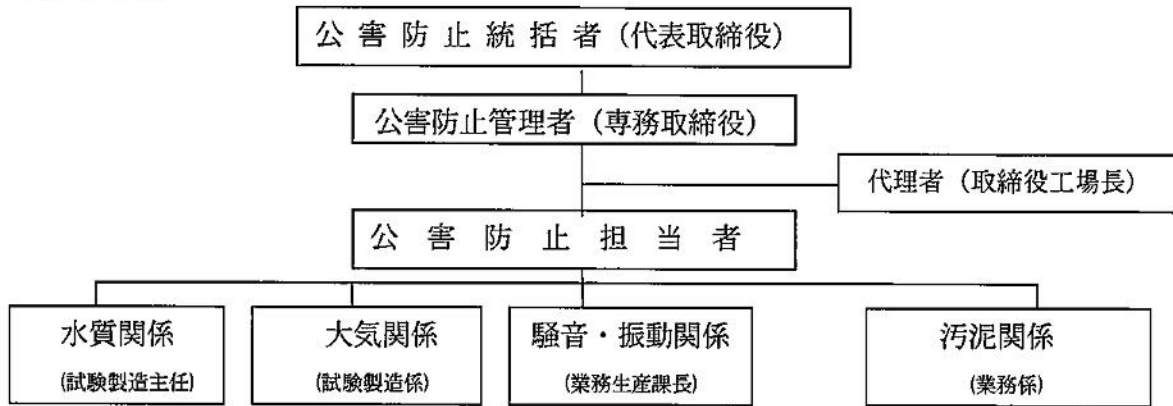 公害防止統括者（代表取締役）
公害防止管理者（専務取締役）
代理者（取締役工場長）
公害防止担当者
水質関係
(試験製造主任)
大気関係
(試験製造係)
騒音・振動関係
(業務生産課長)
汚泥関係
(業務係)